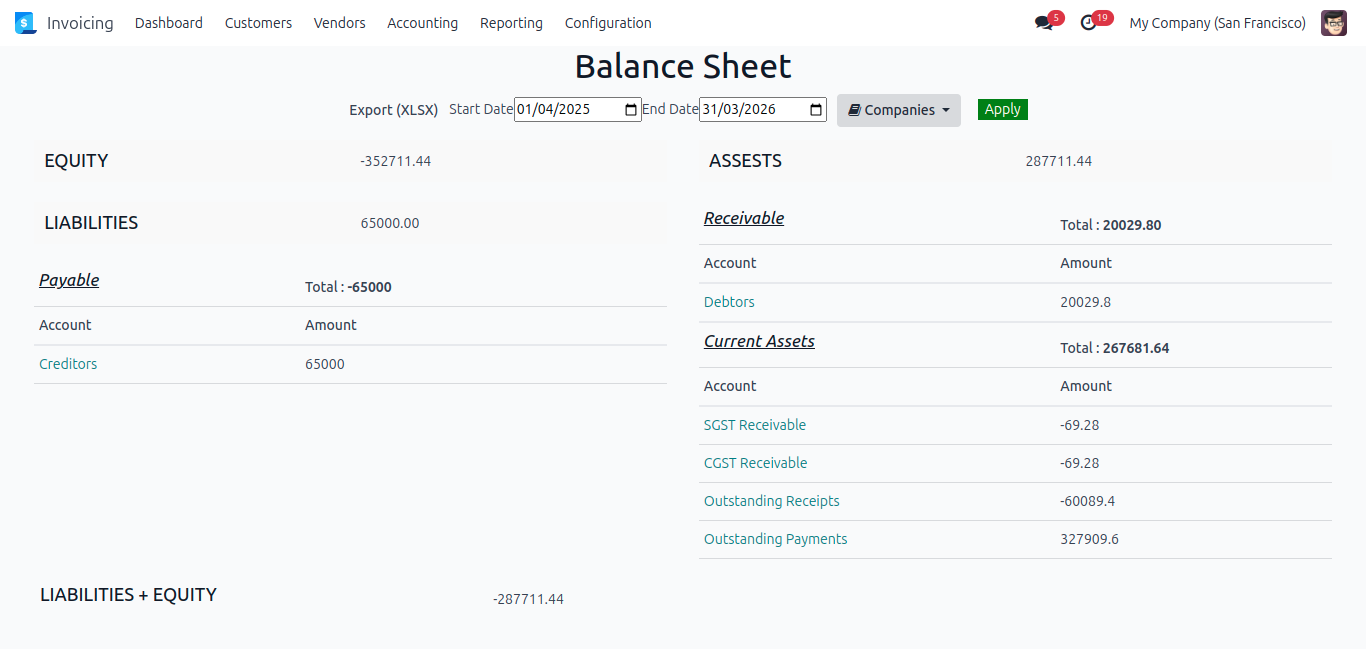 Invoicing Dashboard Customers Vendors Accounting Reporting Configuration 5 19 My Company (San Francisco)
Balance Sheet
Export (XLSX) Start Date 01/04/2025 End Date 31/03/2026 Companies Apply
EQUITY -352711.44
LIABILITIES 65000.00
Payable Total : -65000
Account Amount
Creditors 65000
ASSESTS 287711.44
Receivable Total : 20029.80
Account Amount
Debtors 20029.8
Current Assets Total : 267681.64
Account Amount
SGST Receivable -69.28
CGST Receivable -69.28
Outstanding Receipts -60089.4
Outstanding Payments 327909.6
LIABILITIES + EQUITY -287711.44